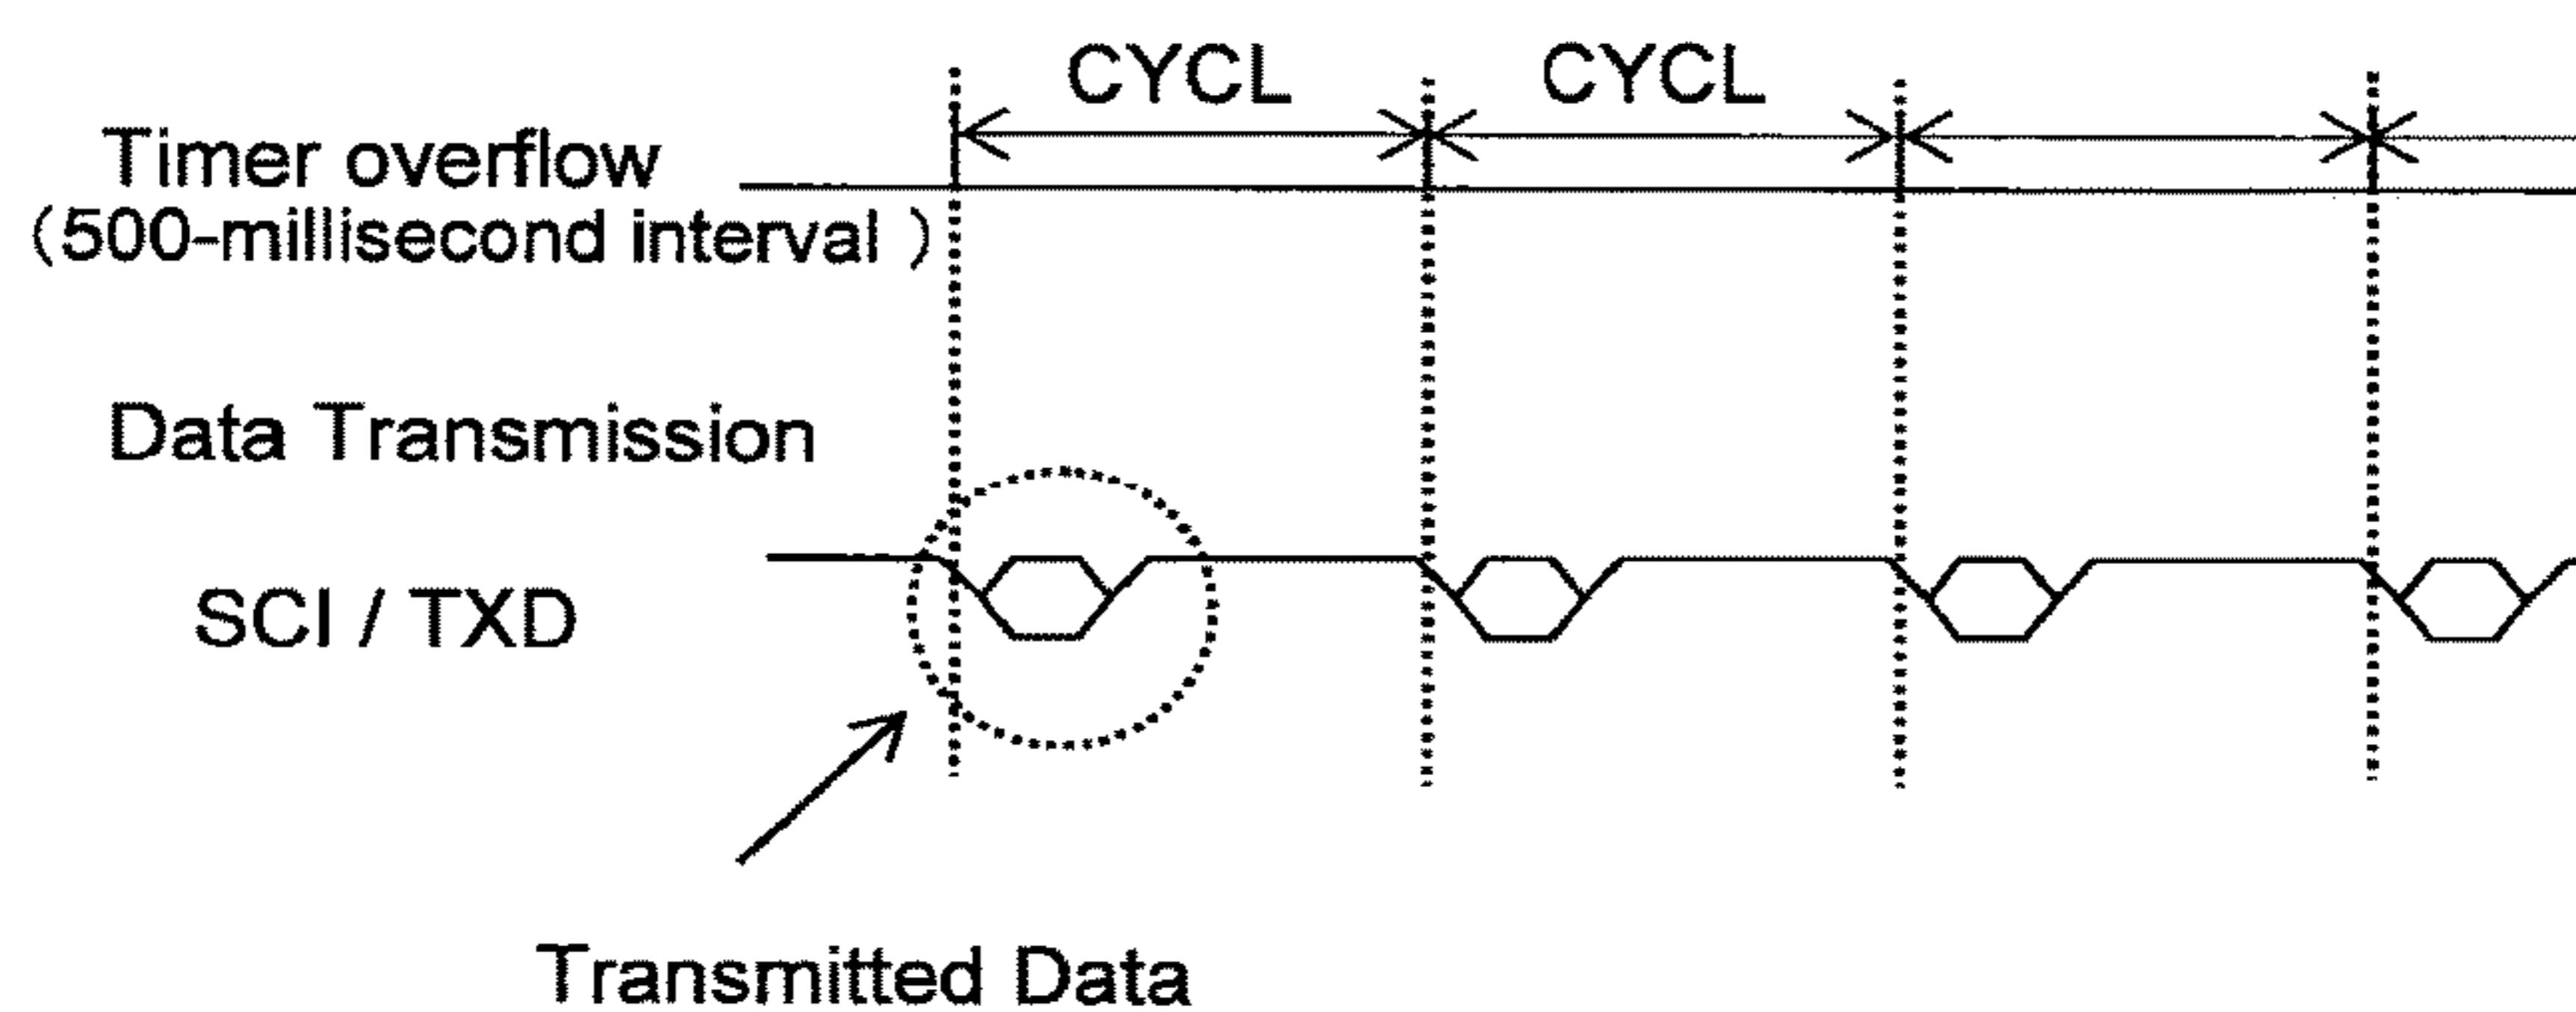 CYCL CYCL
Timer overflow
(500-millisecond interval )
Data Transmission
SCI / TXD
Transmitted Data